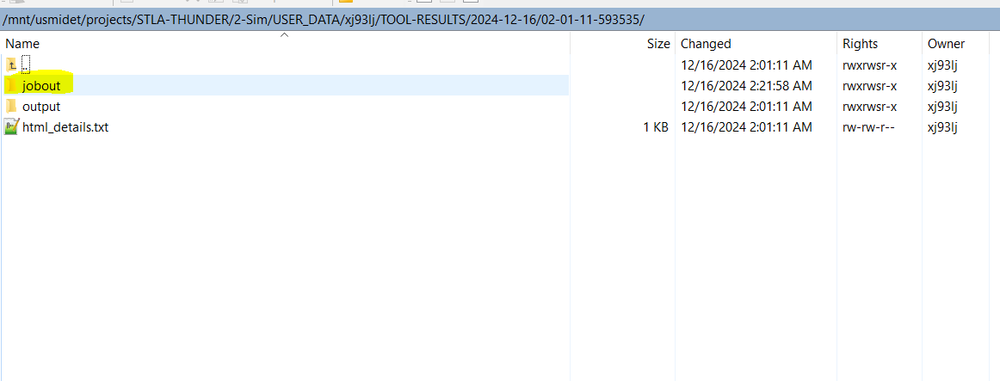 /mnt/usmidet/projects/STLA-THUNDER/2-Sim/USER_DATA/xj93lj/TOOL-RESULTS/2024-12-16/02-01-11-593535/
Name Size Changed Rights Owner
.. 12/16/2024 2:01:11 AM rwxrwsr-x xj93lj
jobout 12/16/2024 2:21:58 AM rwxrwsr-x xj93lj
output 12/16/2024 2:01:11 AM rwxrwsr-x xj93lj
html_details.txt 1 KB 12/16/2024 2:01:11 AM rw-rw-r-- xj93lj